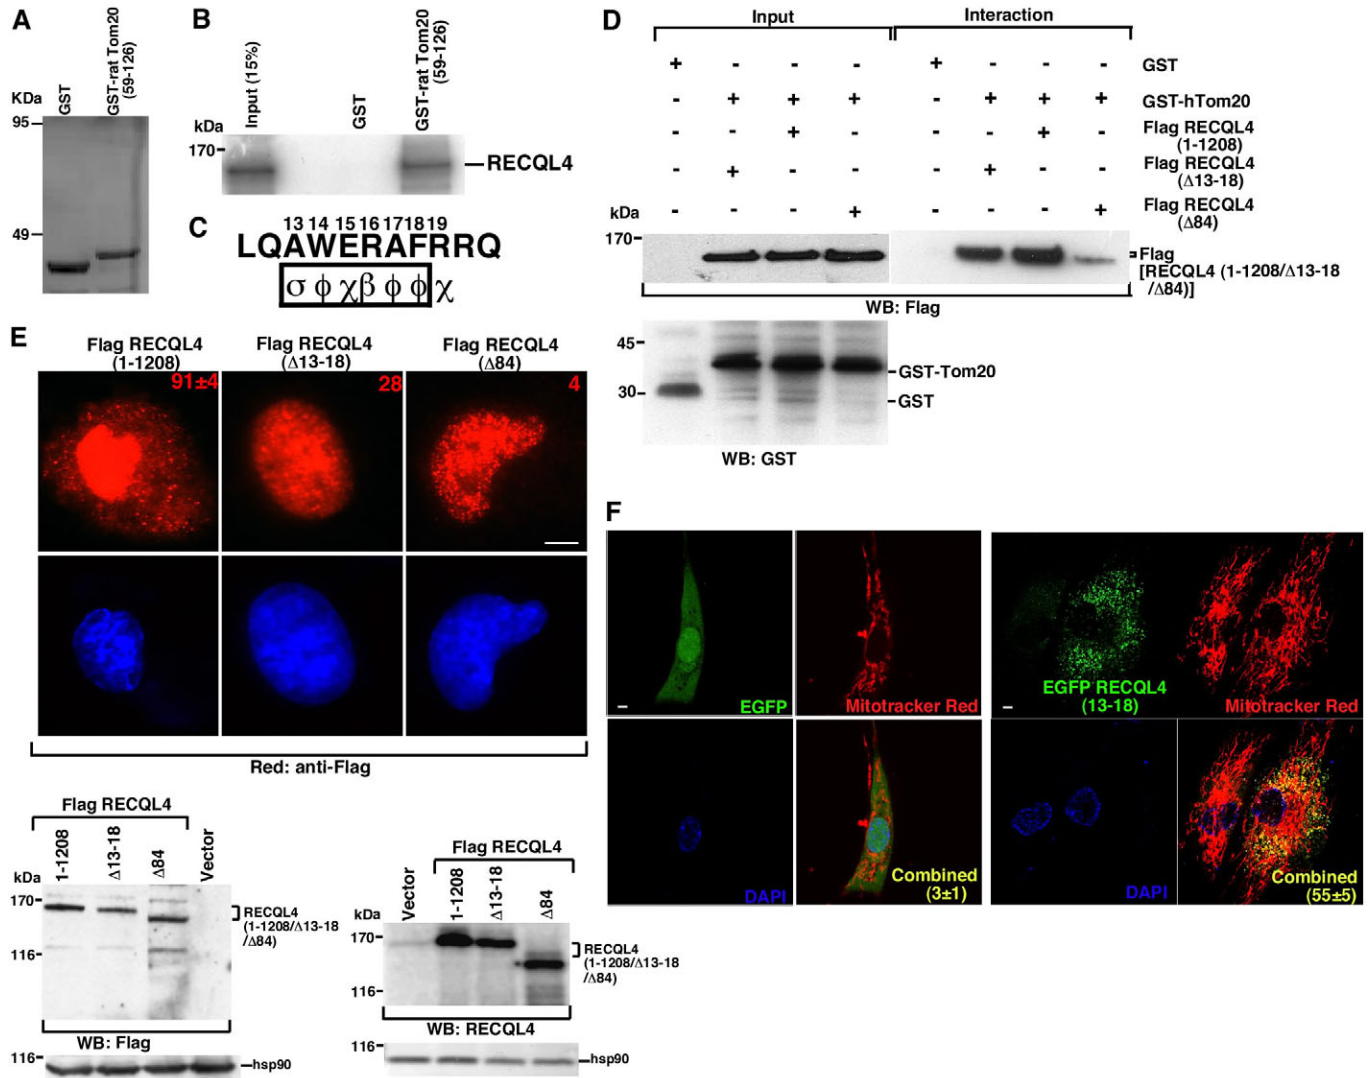 A
KDa
GST
GST-rat Tom20
(59-126)
95
49
B
kDa
Input (15%)
GST
GST-rat Tom20
(59-126)
170
RECQL4
C
13 14 15 16 17 18 19
LQAWERAFRRQ
σ ϕ χ β ϕ ϕ χ
D
Input
Interaction
+ - - - + - - - GST
- + + + - + + + GST-hTom20
- - + - - - + - Flag RECQL4
(1-1208)
- + - - - + - - Flag RECQL4
(Δ13-18)
- - - + - - - + Flag RECQL4
(Δ84)
kDa
170
Flag
[RECQL4 (1-1208/Δ13-18
/Δ84)]
WB: Flag
45
30
GST-Tom20
GST
WB: GST
E
Flag RECQL4
(1-1208)
Flag RECQL4
(Δ13-18)
Flag RECQL4
(Δ84)
91±4
28
4
Red: anti-Flag
Flag RECQL4
kDa
1-1208
Δ13-18
Δ84
Vector
170
116
RECQL4
(1-1208/Δ13-18
/Δ84)
WB: Flag
116
hsp90
Flag RECQL4
kDa
Vector
1-1208
Δ13-18
Δ84
170
116
RECQL4
(1-1208/Δ13-18
/Δ84)
WB: RECQL4
116
hsp90
F
EGFP
Mitotracker Red
DAPI
Combined
(3±1)
EGFP RECQL4
(13-18)
Mitotracker Red
DAPI
Combined
(55±5)